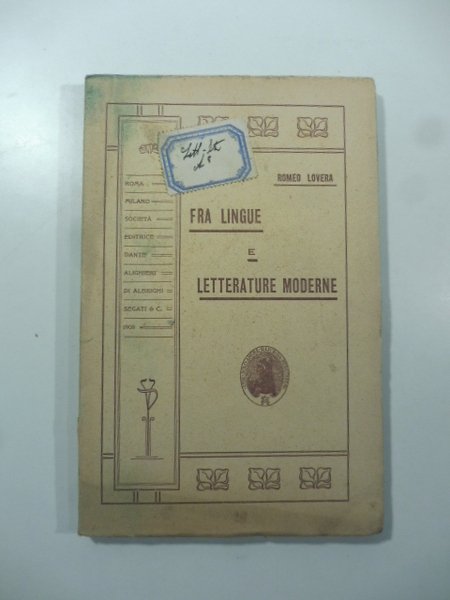 ROMEO LOVERA
FRA LINGUE
E
LETTERATURE MODERNE
ROMA
MILANO
SOCIETÀ
EDITRICE
DANTE
ALIGHIERI
DI ALBRIGHI
SEGATI & C.